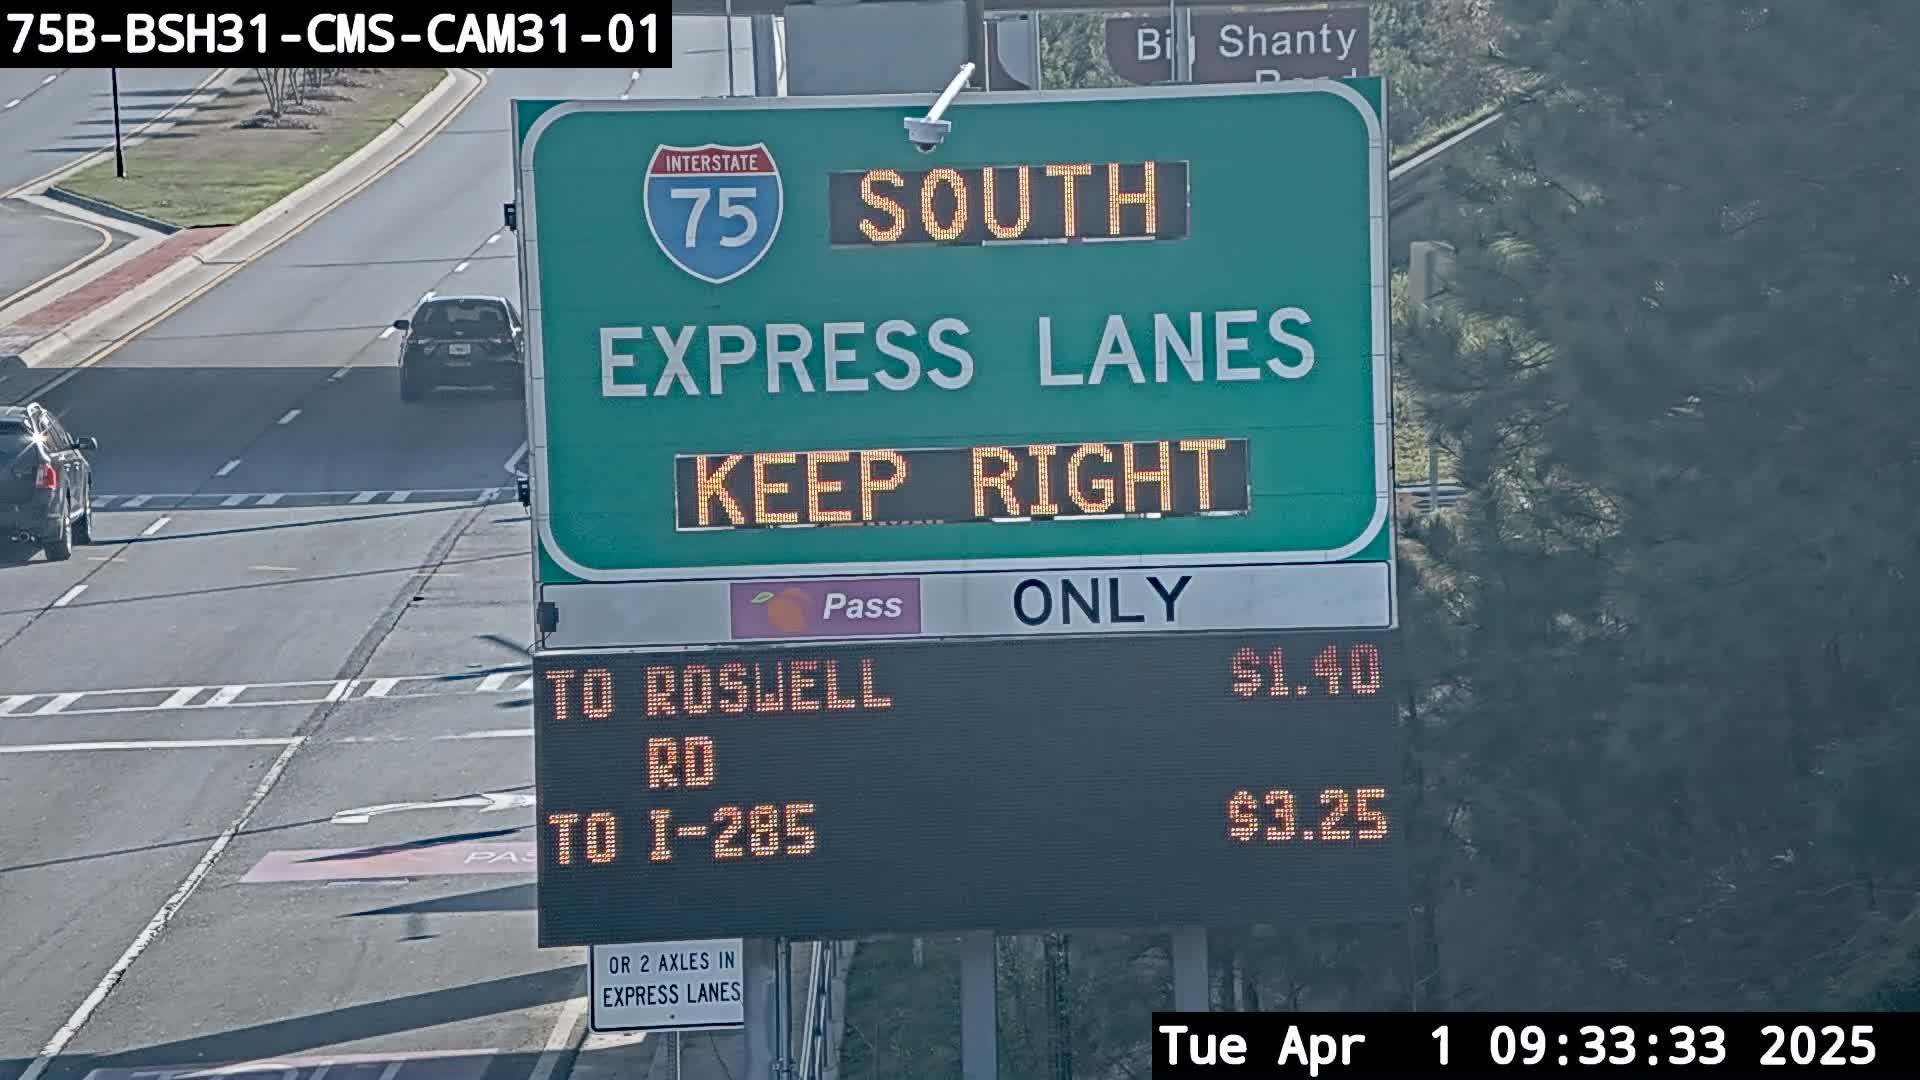 75B-BSH31-CMS-CAM31-01
Big Shanty
Road
INTERSTATE
75
SOUTH
EXPRESS LANES
KEEP RIGHT
Pass ONLY
TO ROSWELL $1.40
RD
TO I-285 $3.25
PAS
OR 2 AXLES IN
EXPRESS LANES
Tue Apr 1 09:33:33 2025